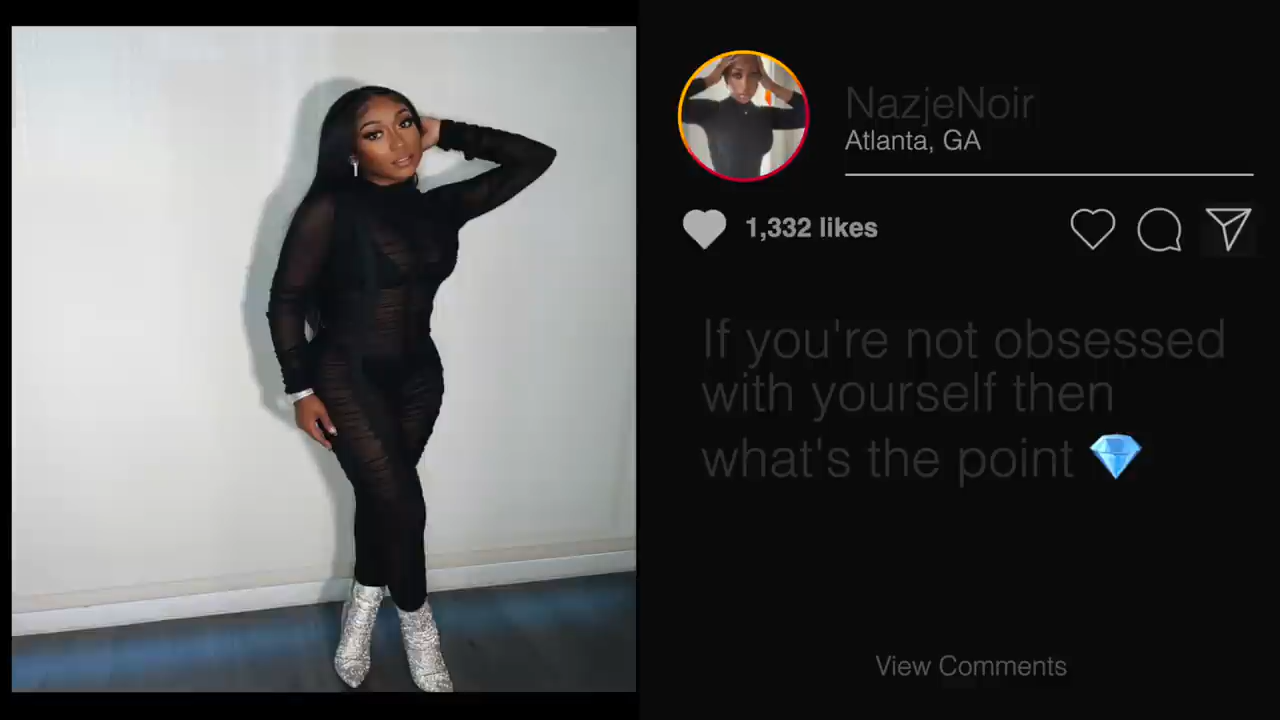 NazjeNoir
Atlanta, GA
1,332 likes
If you're not obsessed
with yourself then
what's the point 💎
View Comments